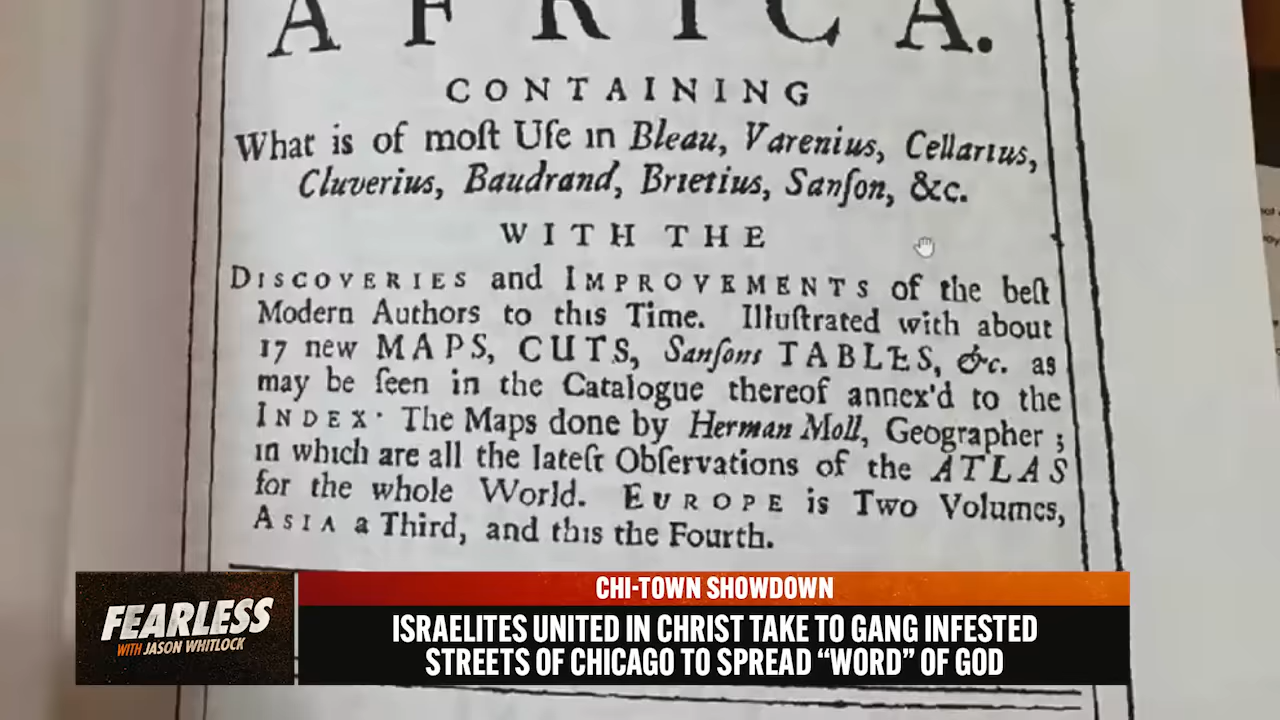 AFRICA.
CONTAINING
What is of moſt Uſe in Bleau, Varenius, Cellarius,
Cluverius, Baudrand, Brietius, Sanſon, &c.
WITH THE
DISCOVERIES and IMPROVEMENTS of the beſt
Modern Authors to this Time. Illuſtrated with about
17 new MAPS, CUTS, Sanſons TABLES, &c. as
may be ſeen in the Catalogue thereof annex'd to the
INDEX· The Maps done by Herman Moll, Geographer ;
in which are all the lateſt Obſervations of the ATLAS
for the whole World. EUROPE is Two Volumes,
ASIA a Third, and this the Fourth.
CHI-TOWN SHOWDOWN
FEARLESS
WITH JASON WHITLOCK
ISRAELITES UNITED IN CHRIST TAKE TO GANG INFESTED
STREETS OF CHICAGO TO SPREAD “WORD” OF GOD